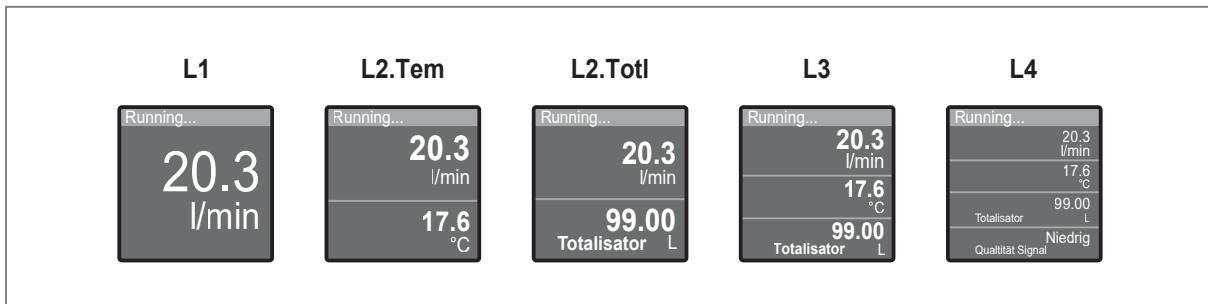 L1
L2.Tem
L2.Totl
L3
L4
Running...
20.3
l/min
Running...
20.3
l/min
17.6
°C
Running...
20.3
l/min
99.00
Totalisator L
Running...
20.3
l/min
17.6
°C
99.00
Totalisator L
Running...
20.3
l/min
17.6
°C
99.00
Totalisator L
Niedrig
Qualtität Signal